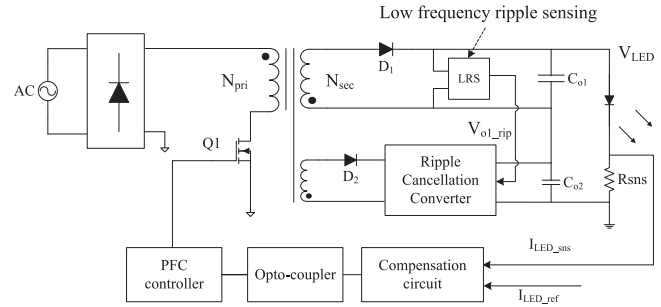 Low frequency ripple sensing
AC
N_pri
N_sec
D_1
LRS
C_o1
V_LED
V_o1_rip
Q1
D_2
Ripple
Cancellation
Converter
C_o2
Rsns
I_LED_sns
PFC
controller
Opto-coupler
Compensation
circuit
I_LED_ref